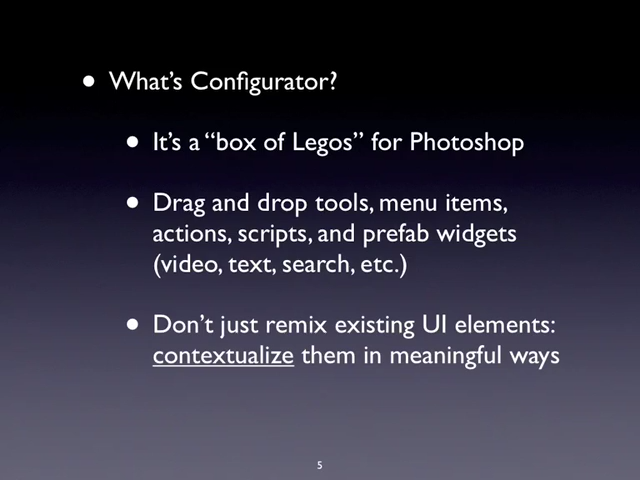 • What’s Configurator?
• It’s a “box of Legos” for Photoshop
• Drag and drop tools, menu items,
actions, scripts, and prefab widgets
(video, text, search, etc.)
• Don’t just remix existing UI elements:
contextualize them in meaningful ways
5